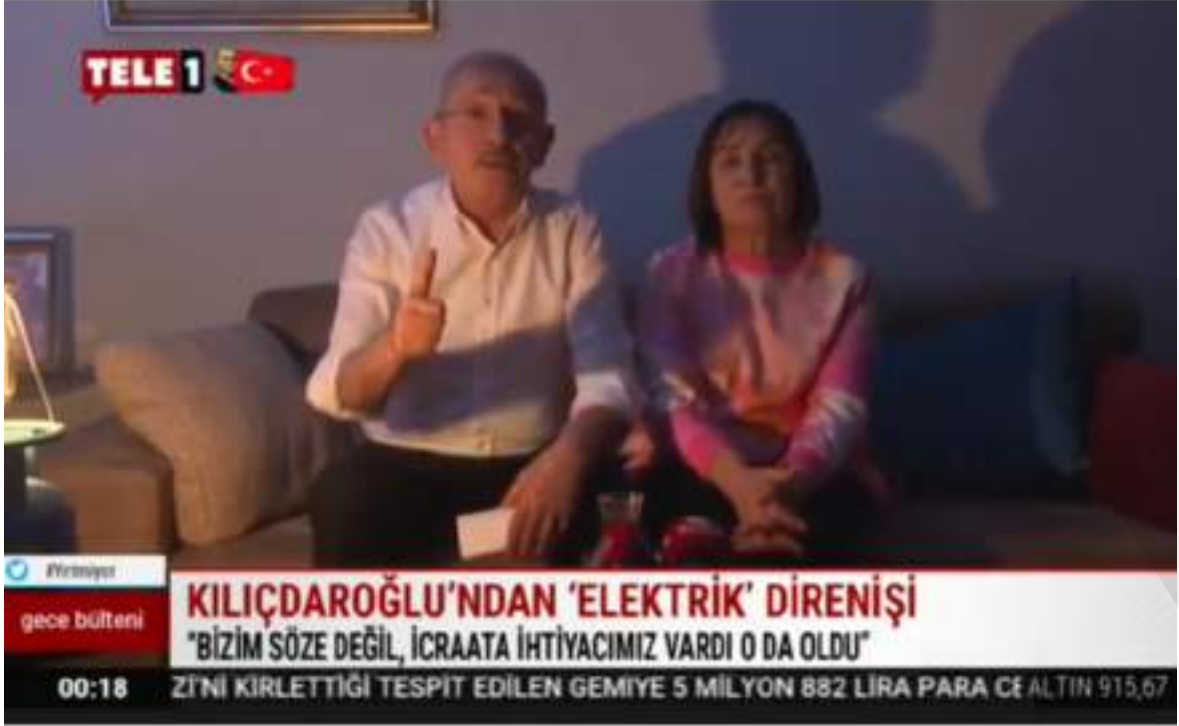 TELE 1
gece bülteni
KILIÇDAROĞLU'NDAN 'ELEKTRİK' DİRENİŞİ
"BİZİM SÖZE DEĞİL, İCRAATA İHTİYACIMIZ VARDI O DA OLDU"
00:18 Zİ'Nİ KİRLETTİĞİ TESPİT EDİLEN GEMİYE 5 MİLYON 882 LİRA PARA CE ALTIN 915,67